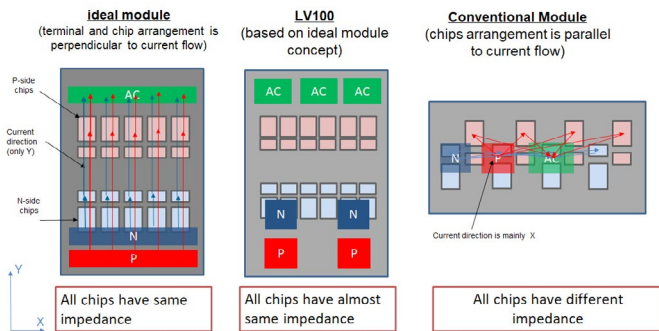 ideal module
(terminal and chip arrangement is
perpendicular to current flow)
P-side
chips
Current
direction
(only Y)
N-side
chips
AC
N
P
Y
X
All chips have same
impedance
LV100
(based on ideal module
concept)
AC AC AC
N N
P P
All chips have almost
same impedance
Conventional Module
(chips arrangement is parallel
to current flow)
N P AC
Current direction is mainly X
All chips have different
impedance